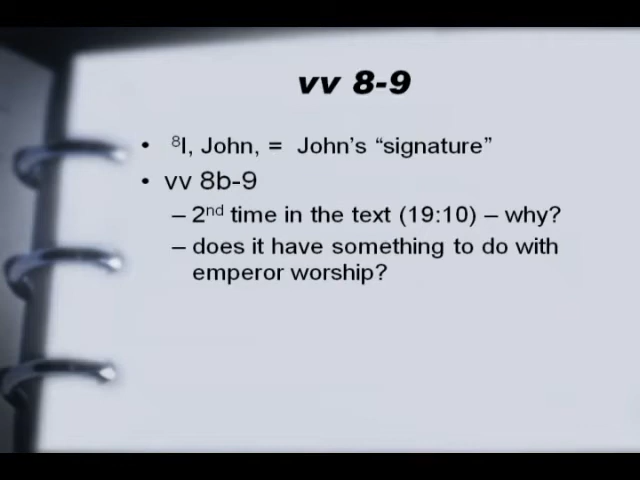 vv 8-9
• ⁸I, John, = John's “signature”
• vv 8b-9
– 2nd time in the text (19:10) – why?
– does it have something to do with
emperor worship?